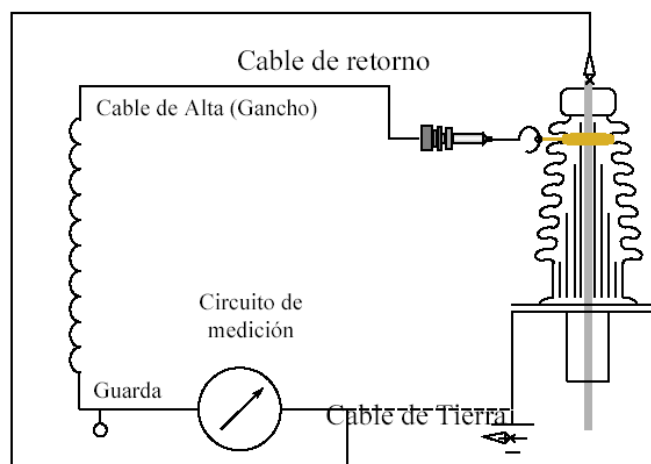 Cable de retorno
Cable de Alta (Gancho)
Circuito de
medición
Guarda
Cable de Tierra